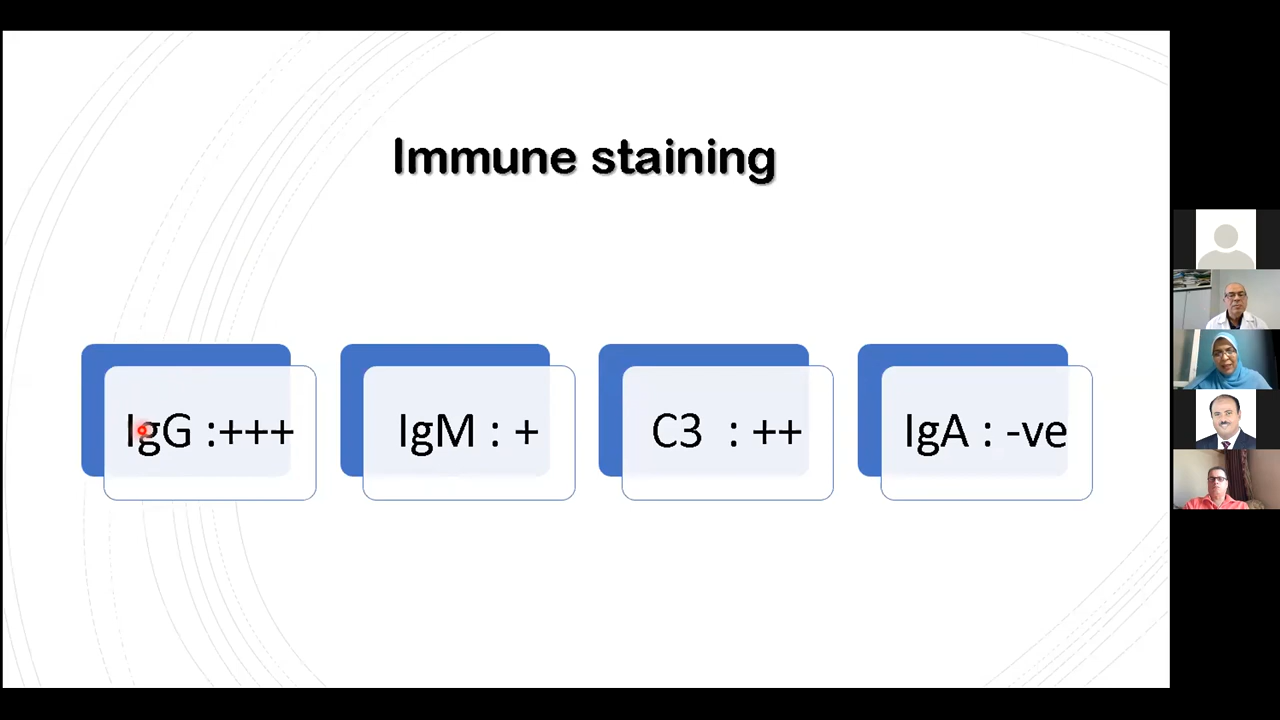 Immune staining
IgG :+++
IgM : +
C3 : ++
IgA : -ve